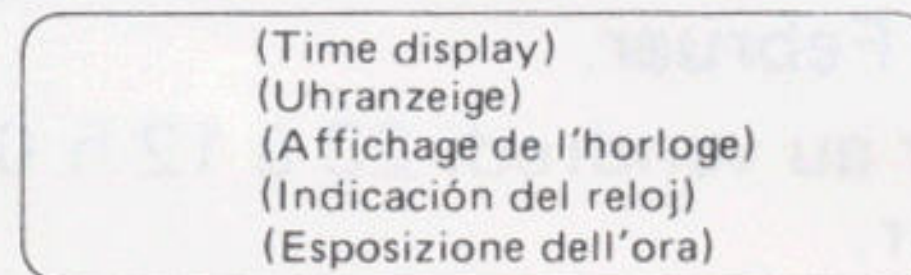 (Time display)
(Uhranzeige)
(Affichage de l'horloge)
(Indicación del reloj)
(Esposizione dell'ora)